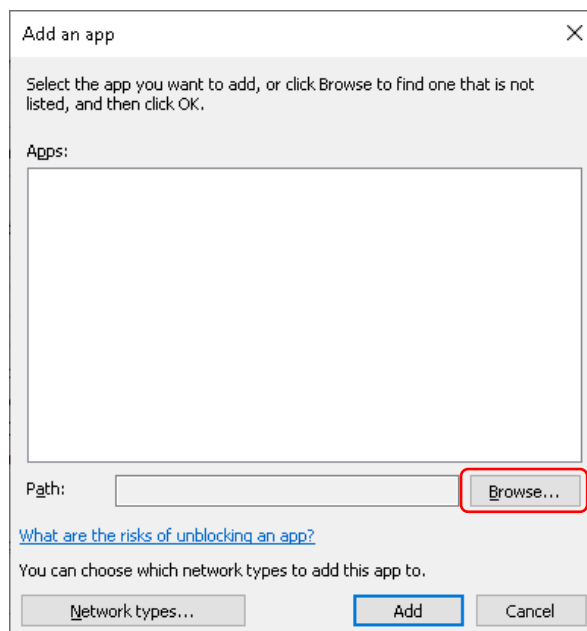 Add an app
Select the app you want to add, or click Browse to find one that is not
listed, and then click OK.
Apps:
Path:
Browse...
What are the risks of unblocking an app?
You can choose which network types to add this app to.
Network types...
Add
Cancel